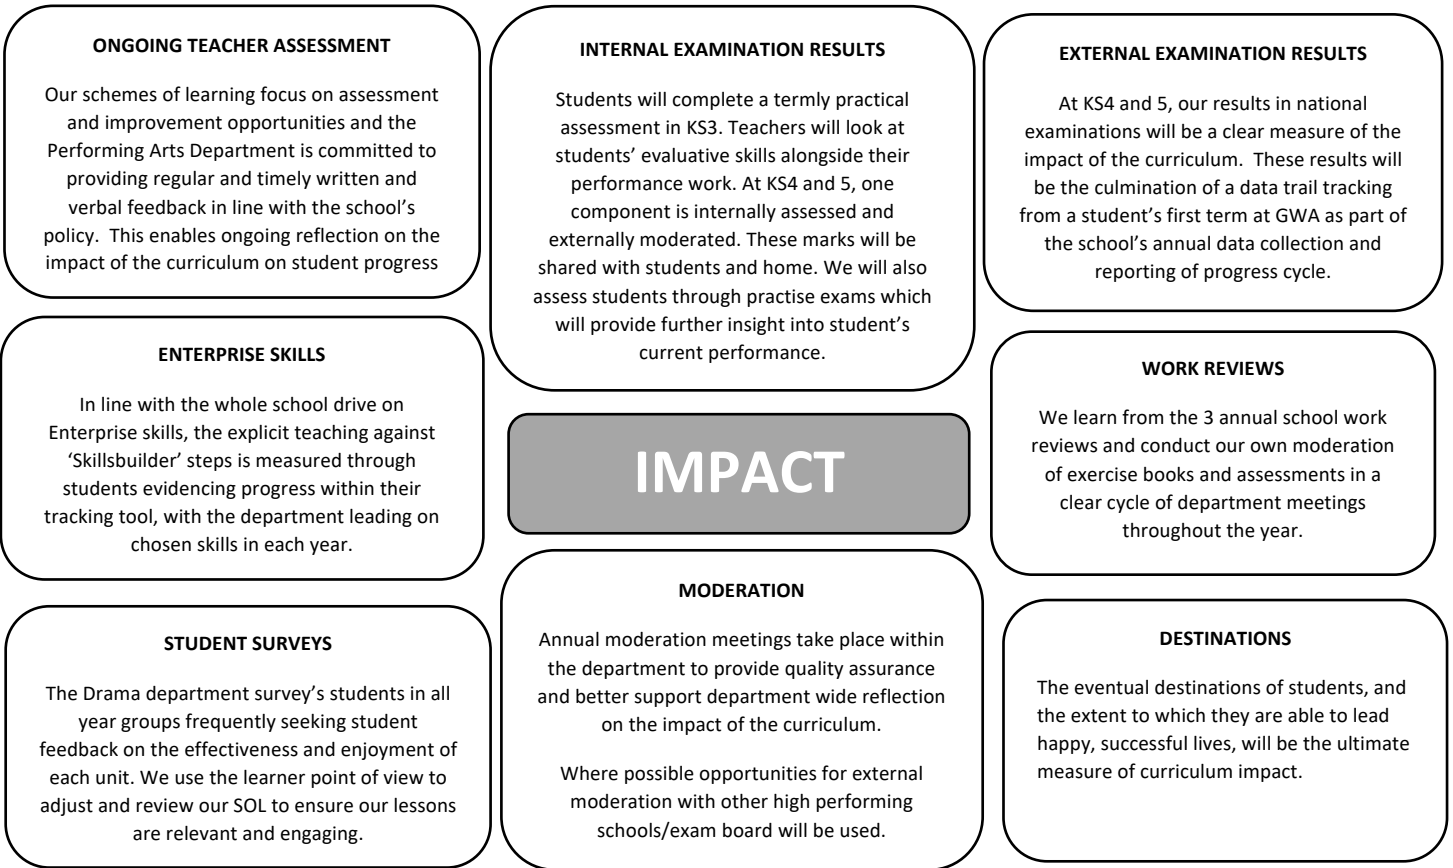 ONGOING TEACHER ASSESSMENT
Our schemes of learning focus on assessment
and improvement opportunities and the
Performing Arts Department is committed to
providing regular and timely written and
verbal feedback in line with the school's
policy.  This enables ongoing reflection on the
impact of the curriculum on student progress
INTERNAL EXAMINATION RESULTS
Students will complete a termly practical
assessment in KS3. Teachers will look at
students' evaluative skills alongside their
performance work. At KS4 and 5, one
component is internally assessed and
externally moderated. These marks will be
shared with students and home. We will also
assess students through practise exams which
will provide further insight into student's
current performance.
EXTERNAL EXAMINATION RESULTS
At KS4 and 5, our results in national
examinations will be a clear measure of the
impact of the curriculum.  These results will
be the culmination of a data trail tracking
from a student's first term at GWA as part of
the school's annual data collection and
reporting of progress cycle.
ENTERPRISE SKILLS
In line with the whole school drive on
Enterprise skills, the explicit teaching against
'Skillsbuilder' steps is measured through
students evidencing progress within their
tracking tool, with the department leading on
chosen skills in each year.
IMPACT
WORK REVIEWS
We learn from the 3 annual school work
reviews and conduct our own moderation
of exercise books and assessments in a
clear cycle of department meetings
throughout the year.
STUDENT SURVEYS
The Drama department survey's students in all
year groups frequently seeking student
feedback on the effectiveness and enjoyment of
each unit. We use the learner point of view to
adjust and review our SOL to ensure our lessons
are relevant and engaging.
MODERATION
Annual moderation meetings take place within
the department to provide quality assurance
and better support department wide reflection
on the impact of the curriculum.
Where possible opportunities for external
moderation with other high performing
schools/exam board will be used.
DESTINATIONS
The eventual destinations of students, and
the extent to which they are able to lead
happy, successful lives, will be the ultimate
measure of curriculum impact.